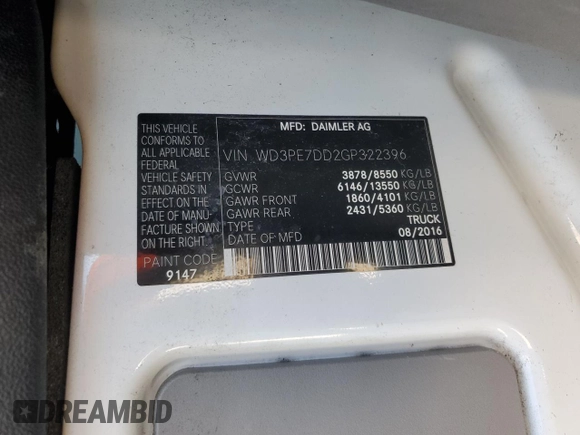 MFD: DAIMLER AG
THIS VEHICLE
CONFORMS TO
ALL APPLICABLE
FEDERAL
VEHICLE SAFETY
STANDARDS IN
EFFECT ON THE
DATE OF MANU-
FACTURE SHOWN
ON THE RIGHT.
PAINT CODE
9147
VIN WD3PE7DD2GP322396
GVWR 3878/8550 KG/LB
GCWR 6146/13550 KG/LB
GAWR FRONT 1860/4101 KG/LB
GAWR REAR 2431/5360 KG/LB
TYPE TRUCK
DATE OF MFD 08/2016
DREAMBID